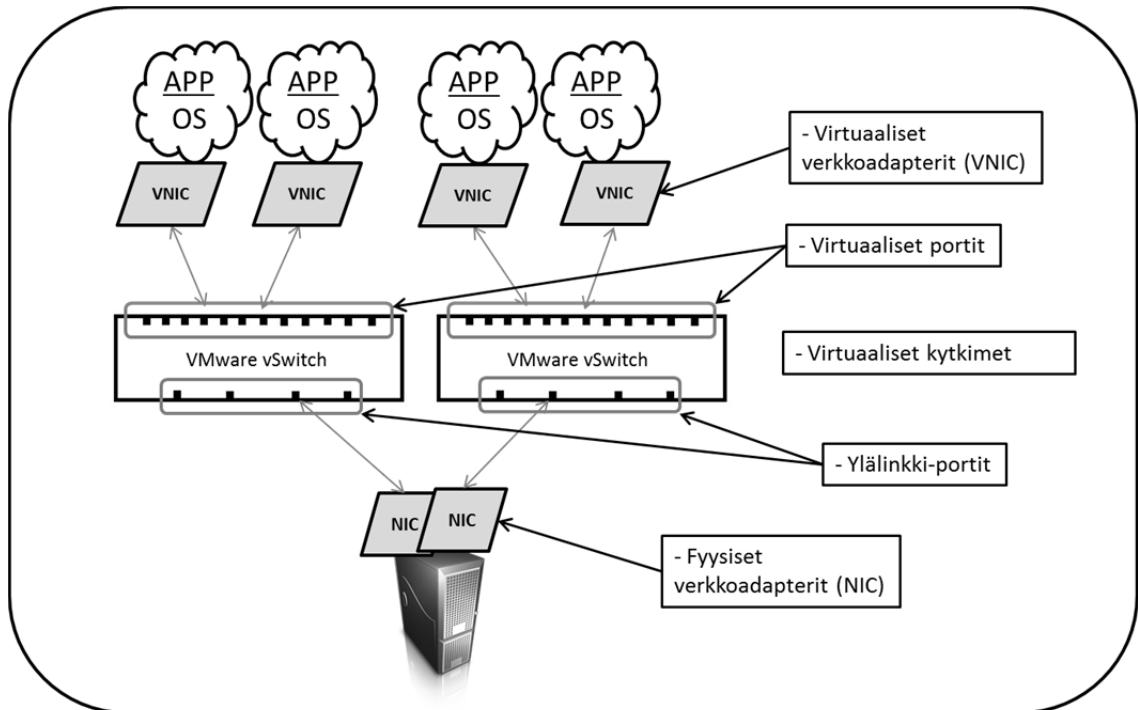 APP
OS
APP
OS
APP
OS
APP
OS
VNIC
VNIC
VNIC
VNIC
- Virtuaaliset
verkkoadapterit (VNIC)
- Virtuaaliset portit
VMware vSwitch
VMware vSwitch
- Virtuaaliset kytkimet
- Ylälinkki-portit
NIC
NIC
- Fyysiset
verkkoadapterit (NIC)